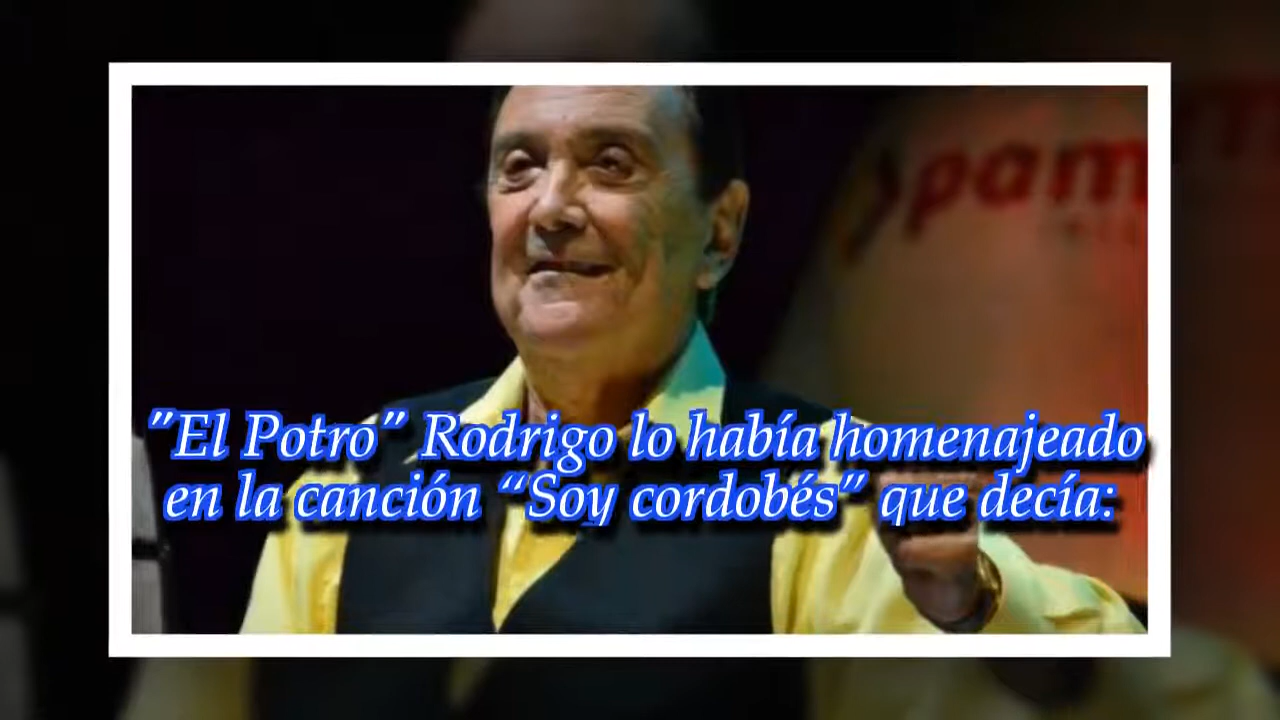 "El Potro" Rodrigo lo había homenajeado
en la canción “Soy cordobés” que decía: